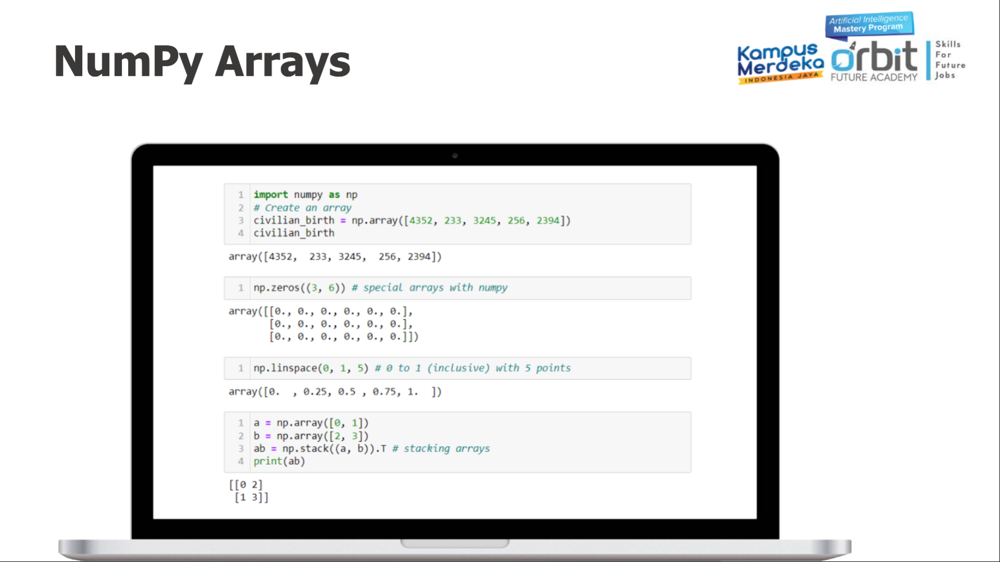 NumPy Arrays
Artificial Intelligence
Mastery Program
Kampus
Merdeka
INDONESIA JAYA
orbit
FUTURE ACADEMY
Skills
For
Future
Jobs
1 import numpy as np
2 # Create an array
3 civilian_birth = np.array([4352, 233, 3245, 256, 2394])
4 civilian_birth
array([4352,  233, 3245,  256, 2394])
1 np.zeros((3, 6)) # special arrays with numpy
array([[0., 0., 0., 0., 0., 0.],
       [0., 0., 0., 0., 0., 0.],
       [0., 0., 0., 0., 0., 0.]])
1 np.linspace(0, 1, 5) # 0 to 1 (inclusive) with 5 points
array([0.  , 0.25, 0.5 , 0.75, 1.  ])
1 a = np.array([0, 1])
2 b = np.array([2, 3])
3 ab = np.stack((a, b)).T # stacking arrays
4 print(ab)
[[0 2]
 [1 3]]